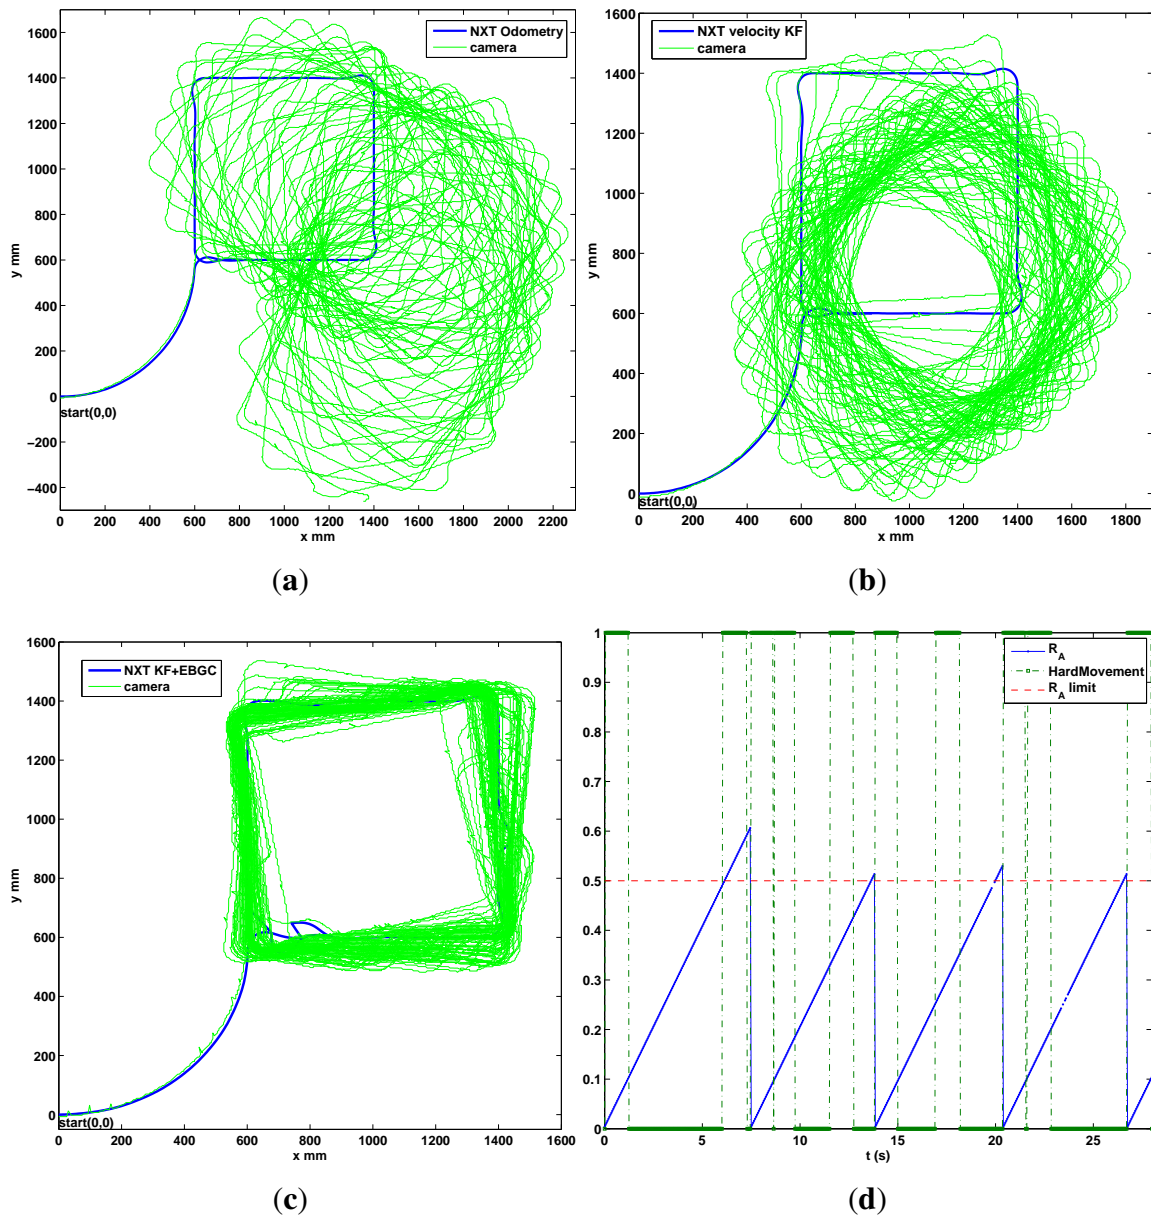 1600
1400
1200
1000
800
600
400
200
0
−200
−400
y mm
NXT Odometry
camera
start(0,0)
0 200 400 600 800 1000 1200 1400 1600 1800 2000 2200
x mm
(a)
1600
1400
1200
1000
800
600
400
200
0
y mm
NXT velocity KF
camera
start(0,0)
0 200 400 600 800 1000 1200 1400 1600 1800
x mm
(b)
1600
1400
1200
1000
800
600
400
200
0
y mm
NXT KF+EBGC
camera
start(0,0)
0 200 400 600 800 1000 1200 1400 1600
x mm
(c)
1
0.9
0.8
0.7
0.6
0.5
0.4
0.3
0.2
0.1
0
R_A
HardMovement
R_A limit
0 5 10 15 20 25
t (s)
(d)